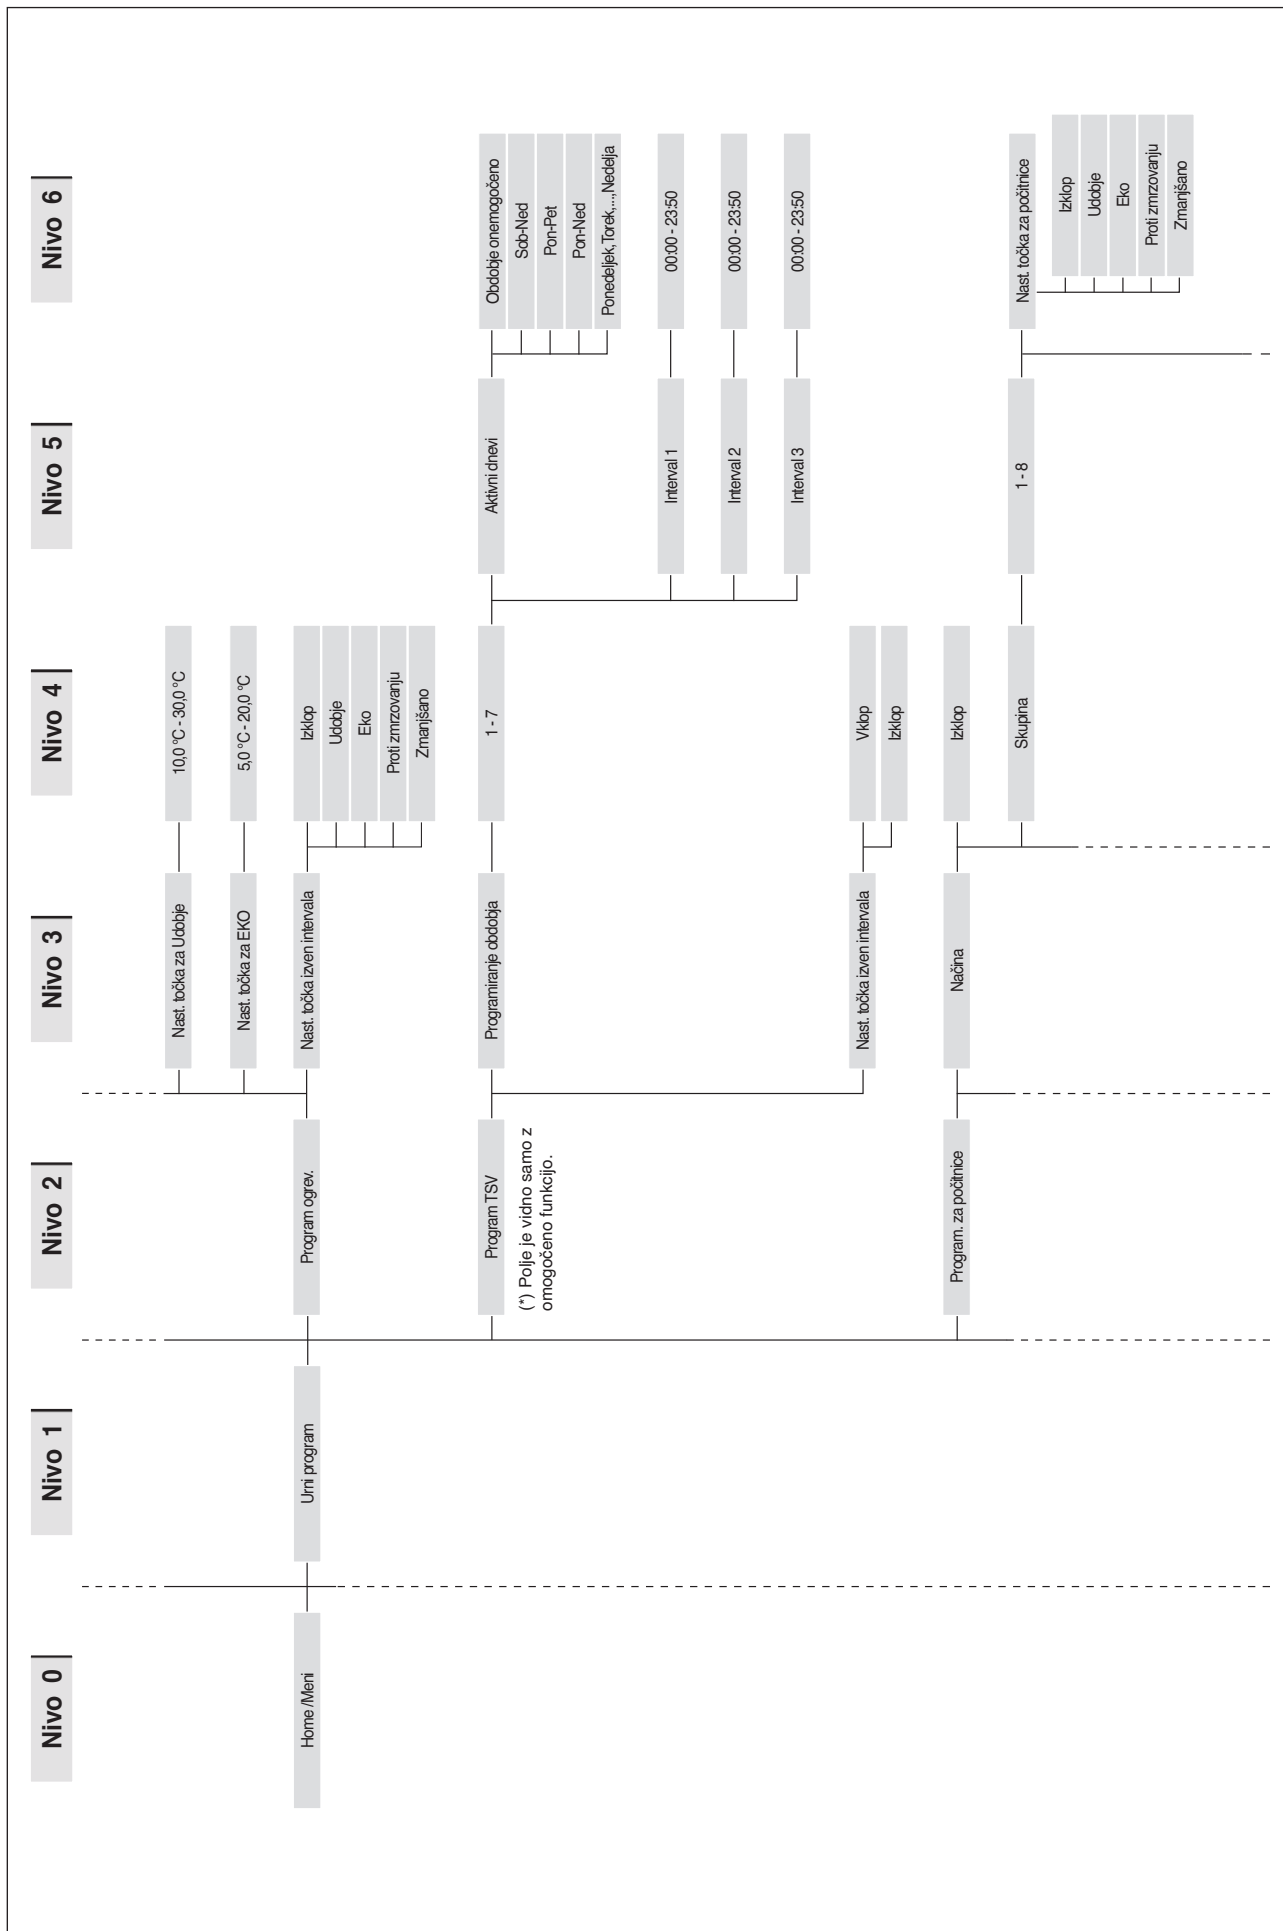 Nivo 0
Nivo 1
Nivo 2
Nivo 3
Nivo 4
Nivo 5
Nivo 6
Nast. točka za Udobje
10,0 °C - 30,0 °C
Nast. točka za EKO
5,0 °C - 20,0 °C
Home /Meni
Urni program
Program ogrev.
Nast. točka izven intervala
Izklop
Udobje
Eko
Proti zmrzovanju
Zmanjšano
Program TSV
(*) Polje je vidno samo z
omogočeno funkcijo.
Programiranje obdobja
1 - 7
Aktivni dnevi
Obdobje onemogočeno
Sob-Ned
Pon-Pet
Pon-Ned
Ponedeljek,Torek,...,Nedelja
Interval 1
00:00 - 23:50
Interval 2
00:00 - 23:50
Interval 3
00:00 - 23:50
Nast. točka izven intervala
Vklop
Izklop
Program. za počitnice
Načina
Izklop
Skupina
1 - 8
Nast. točka za počitnice
Izklop
Udobje
Eko
Proti zmrzovanju
Zmanjšano